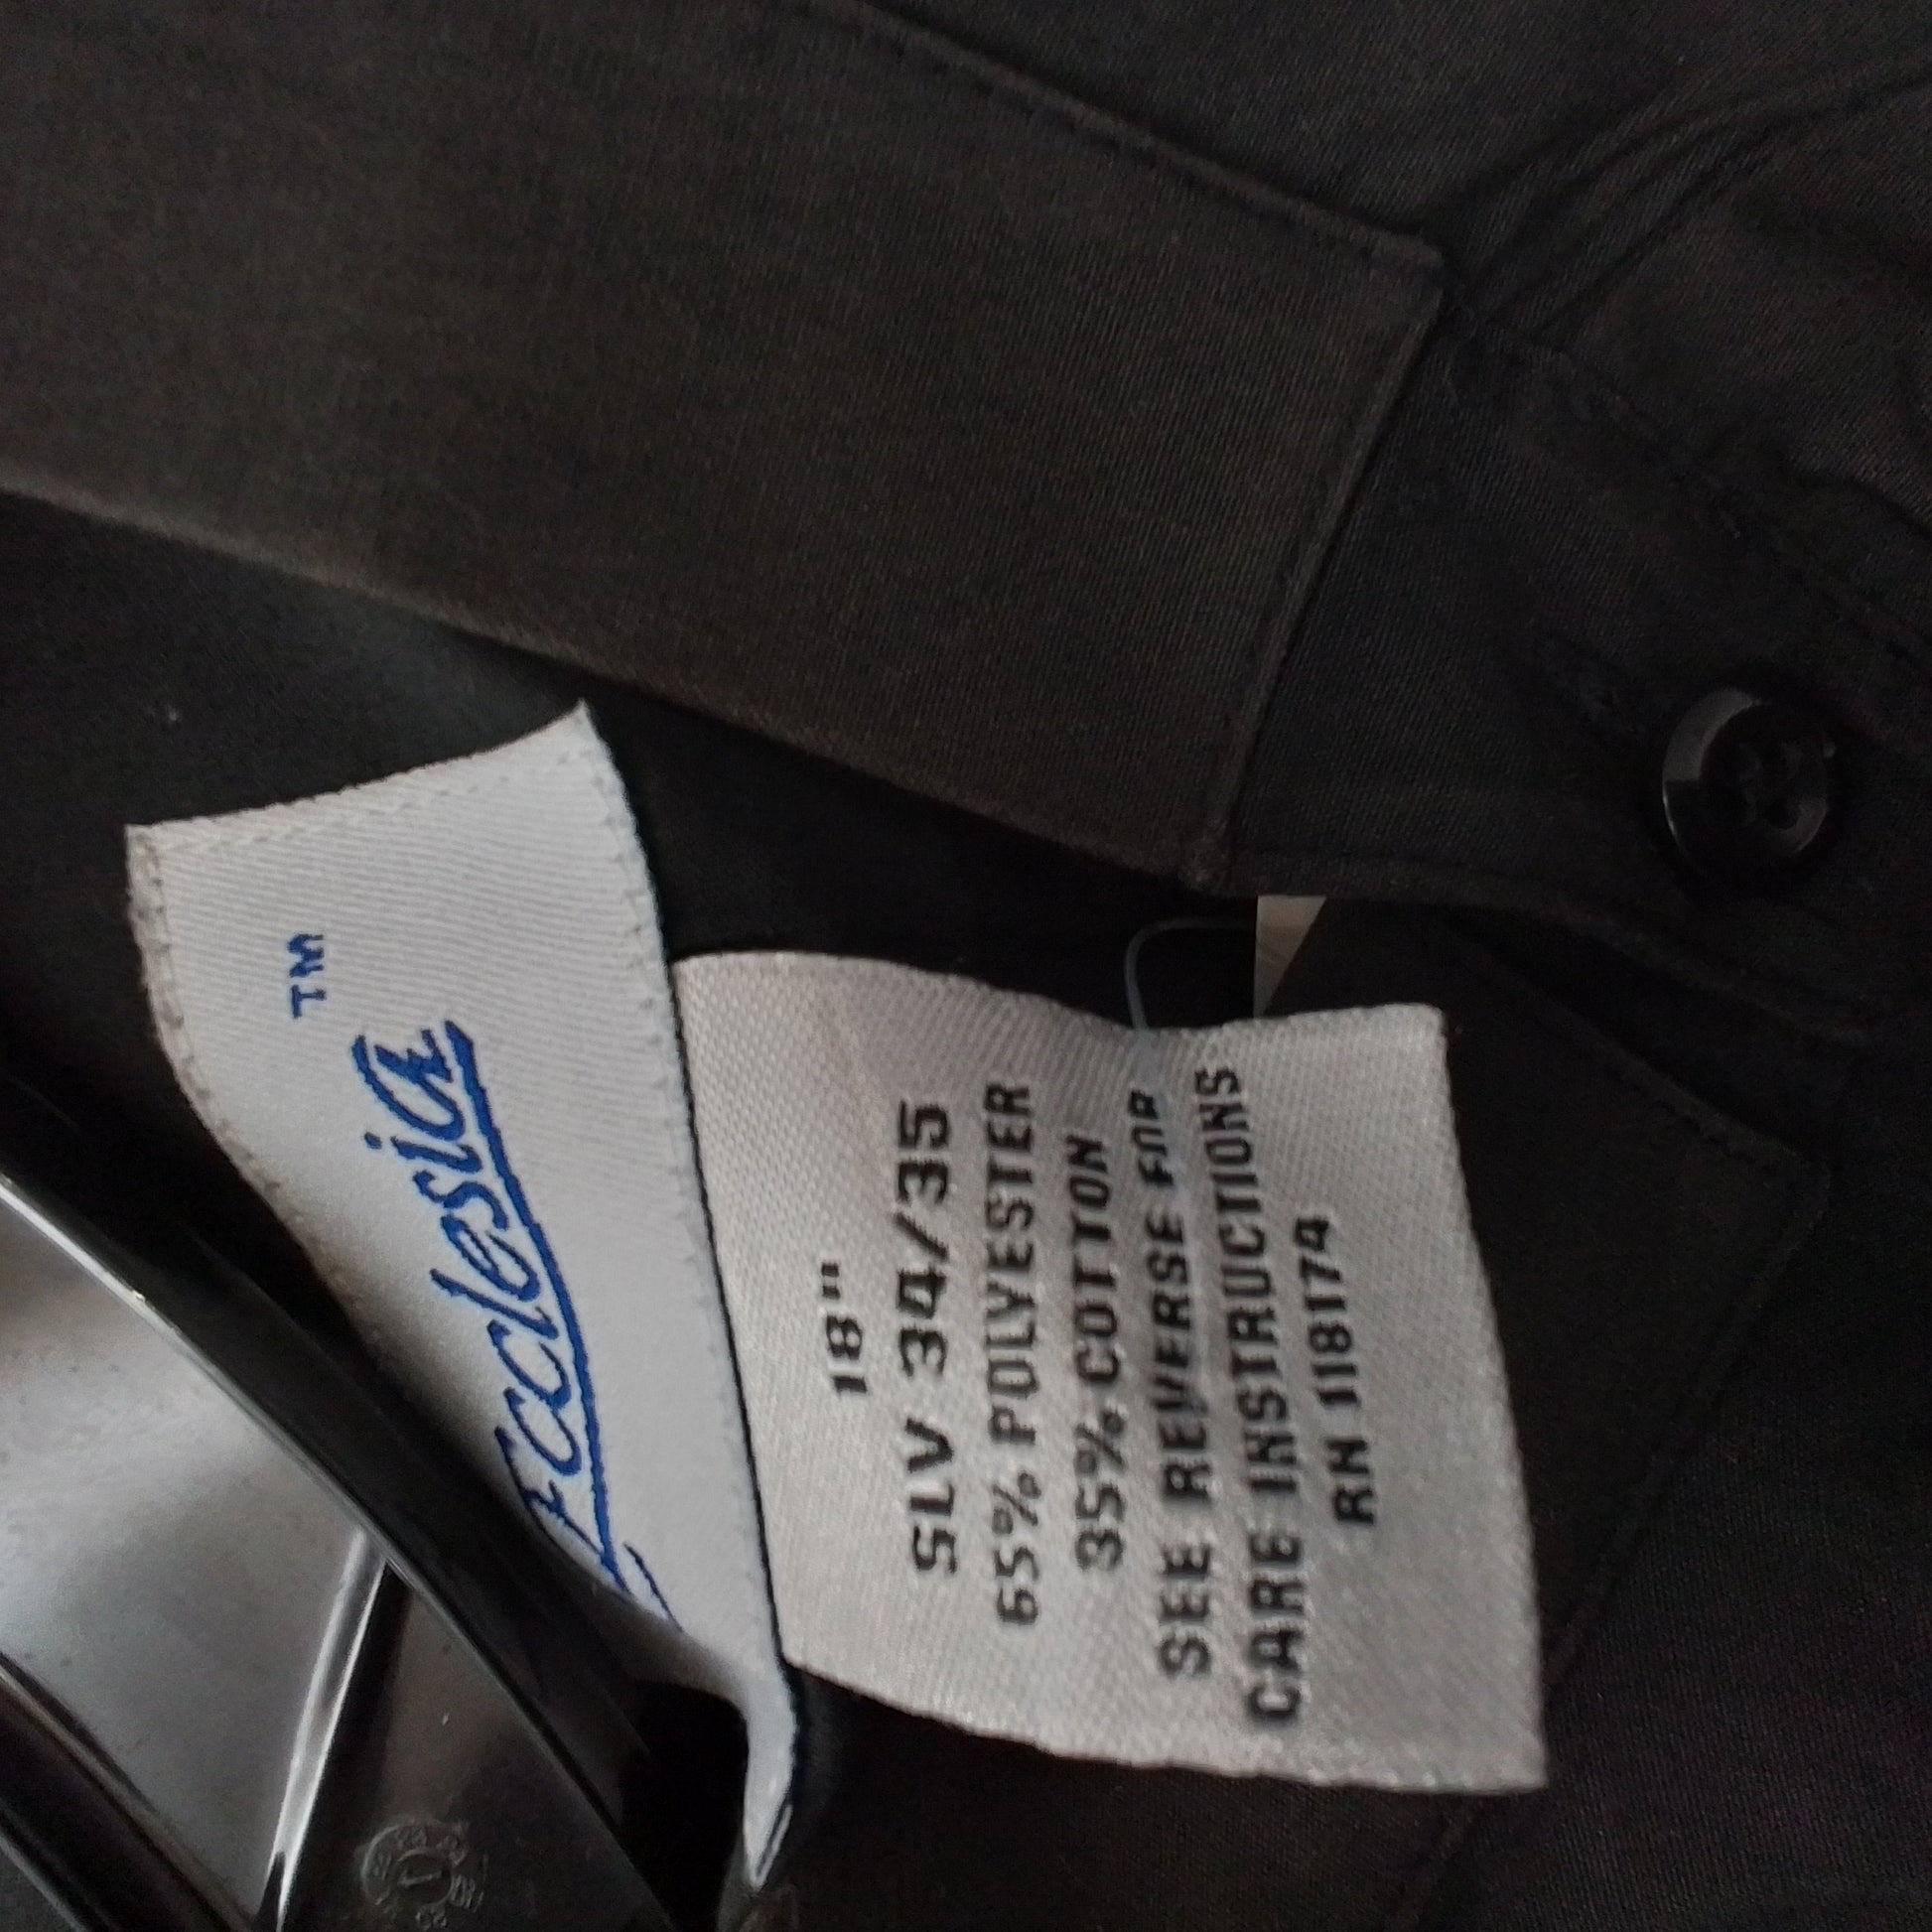 Ecclesia
TM
18"
SLV 34/35
65% POLYESTER
35% COTTON
SEE REVERSE FOR
CARE INSTRUCTIONS
RN 118174